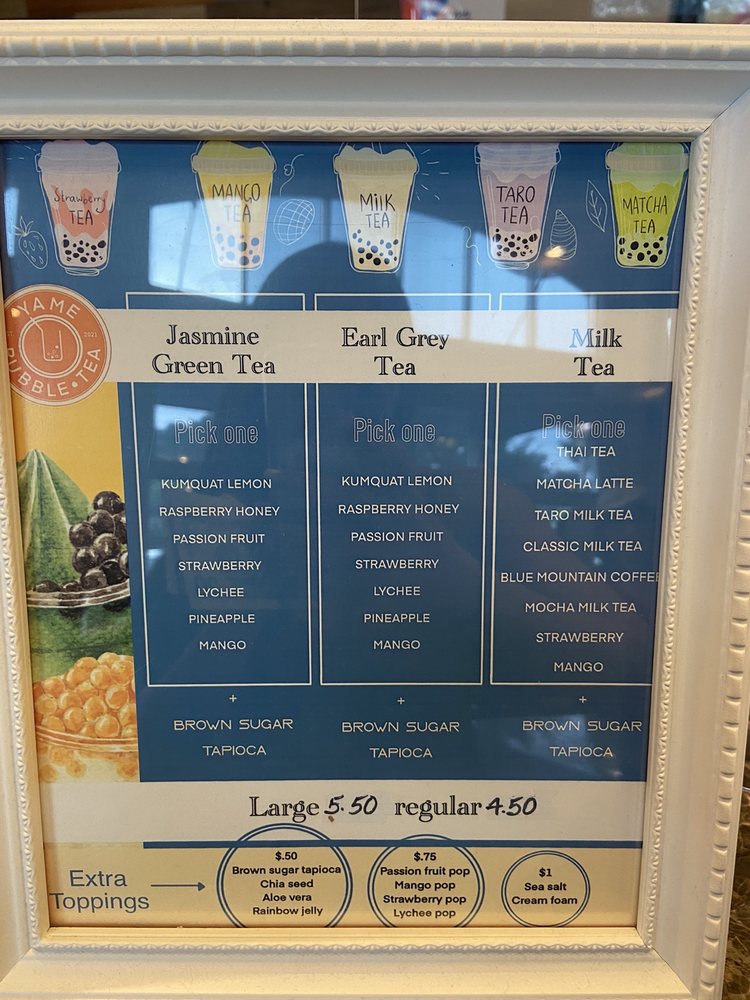 Strawberry
TEA
MANGO
TEA
MilK
TEA
TARO
TEA
MATCHA
TEA
YAME
BUBBLE • TEA
2021
Jasmine
Green Tea
Pick one
KUMQUAT LEMON
RASPBERRY HONEY
PASSION FRUIT
STRAWBERRY
LYCHEE
PINEAPPLE
MANGO
+
BROWN SUGAR
TAPIOCA
Earl Grey
Tea
Pick one
KUMQUAT LEMON
RASPBERRY HONEY
PASSION FRUIT
STRAWBERRY
LYCHEE
PINEAPPLE
MANGO
+
BROWN SUGAR
TAPIOCA
Milk
Tea
Pick one
THAI TEA
MATCHA LATTE
TARO MILK TEA
CLASSIC MILK TEA
BLUE MOUNTAIN COFFEE
MOCHA MILK TEA
STRAWBERRY
MANGO
+
BROWN SUGAR
TAPIOCA
Large 5.50 regular 4.50
Extra
Toppings
$.50
Brown sugar tapioca
Chia seed
Aloe vera
Rainbow jelly
$.75
Passion fruit pop
Mango pop
Strawberry pop
Lychee pop
$1
Sea salt
Cream foam